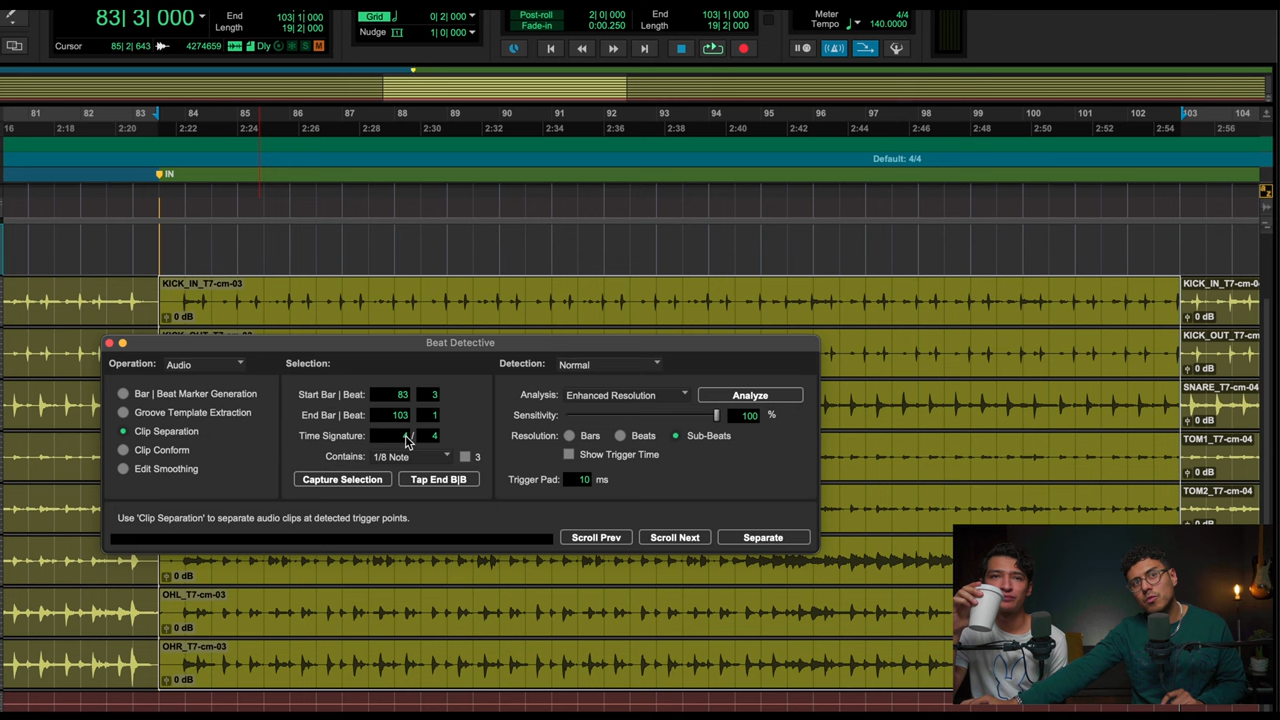 83| 3| 000
End 103| 1| 000
Length 19| 2| 000
Cursor 85| 2| 643 4274659 Dly S M
Grid 0| 2| 000
Nudge 1| 0| 000
Post-roll 2| 0| 000
Fade-in 0:00.250
End 103| 1| 000
Length 19| 2| 000
Meter 4/4
Tempo 140.0000
81 82 83 84 85 86 87 88 89 90 91 92 93 94 95 96 97 98 99 100 101 102 103 104
16 2:18 2:20 2:22 2:24 2:26 2:28 2:30 2:32 2:34 2:36 2:38 2:40 2:42 2:44 2:46 2:48 2:50 2:52 2:54 2:56
Default: 4/4
IN
KICK_IN_T7-cm-03
0 dB
KICK_IN_T7-cm-0
0 dB
KICK_OUT_T7-cm
0 dB
SNARE_T7-cm-04
0 dB
TOM1_T7-cm-04
0 dB
TOM2_T7-cm-04
0 dB
Beat Detective
Operation: Audio
Bar | Beat Marker Generation
Groove Template Extraction
Clip Separation
Clip Conform
Edit Smoothing
Selection:
Start Bar | Beat: 83 3
End Bar | Beat: 103 1
Time Signature: 4 / 4
Contains: 1/8 Note 3
Capture Selection Tap End B|B
Detection: Normal
Analysis: Enhanced Resolution Analyze
Sensitivity: 100 %
Resolution: Bars Beats Sub-Beats
Show Trigger Time
Trigger Pad: 10 ms
Use 'Clip Separation' to separate audio clips at detected trigger points.
Scroll Prev Scroll Next Separate
0 dB
OHL_T7-cm-03
0 dB
OHR_T7-cm-03
0 dB